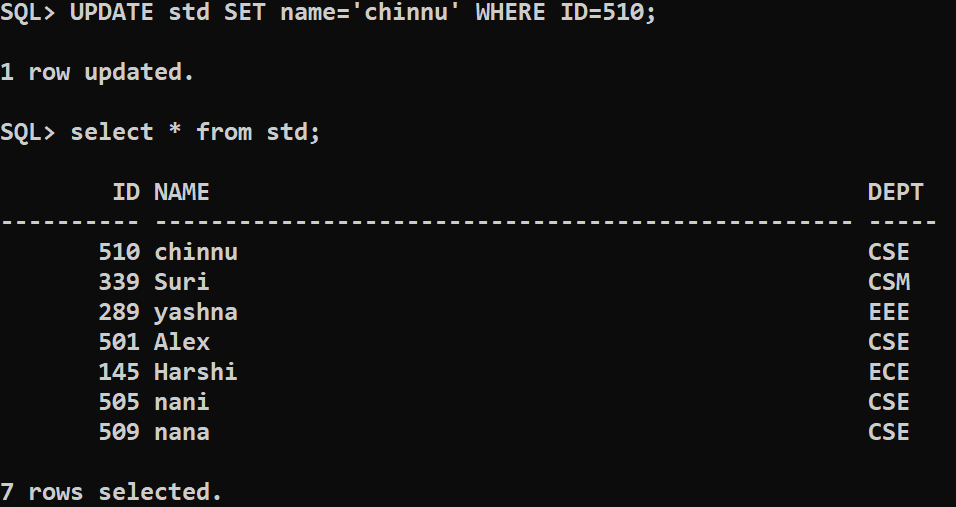 SQL> UPDATE std SET name='chinnu' WHERE ID=510;
1 row updated.
SQL> select * from std;
        ID NAME                                               DEPT
---------- -------------------------------------------------- -----
       510 chinnu                                             CSE
       339 Suri                                               CSM
       289 yashna                                             EEE
       501 Alex                                               CSE
       145 Harshi                                             ECE
       505 nani                                               CSE
       509 nana                                               CSE
7 rows selected.